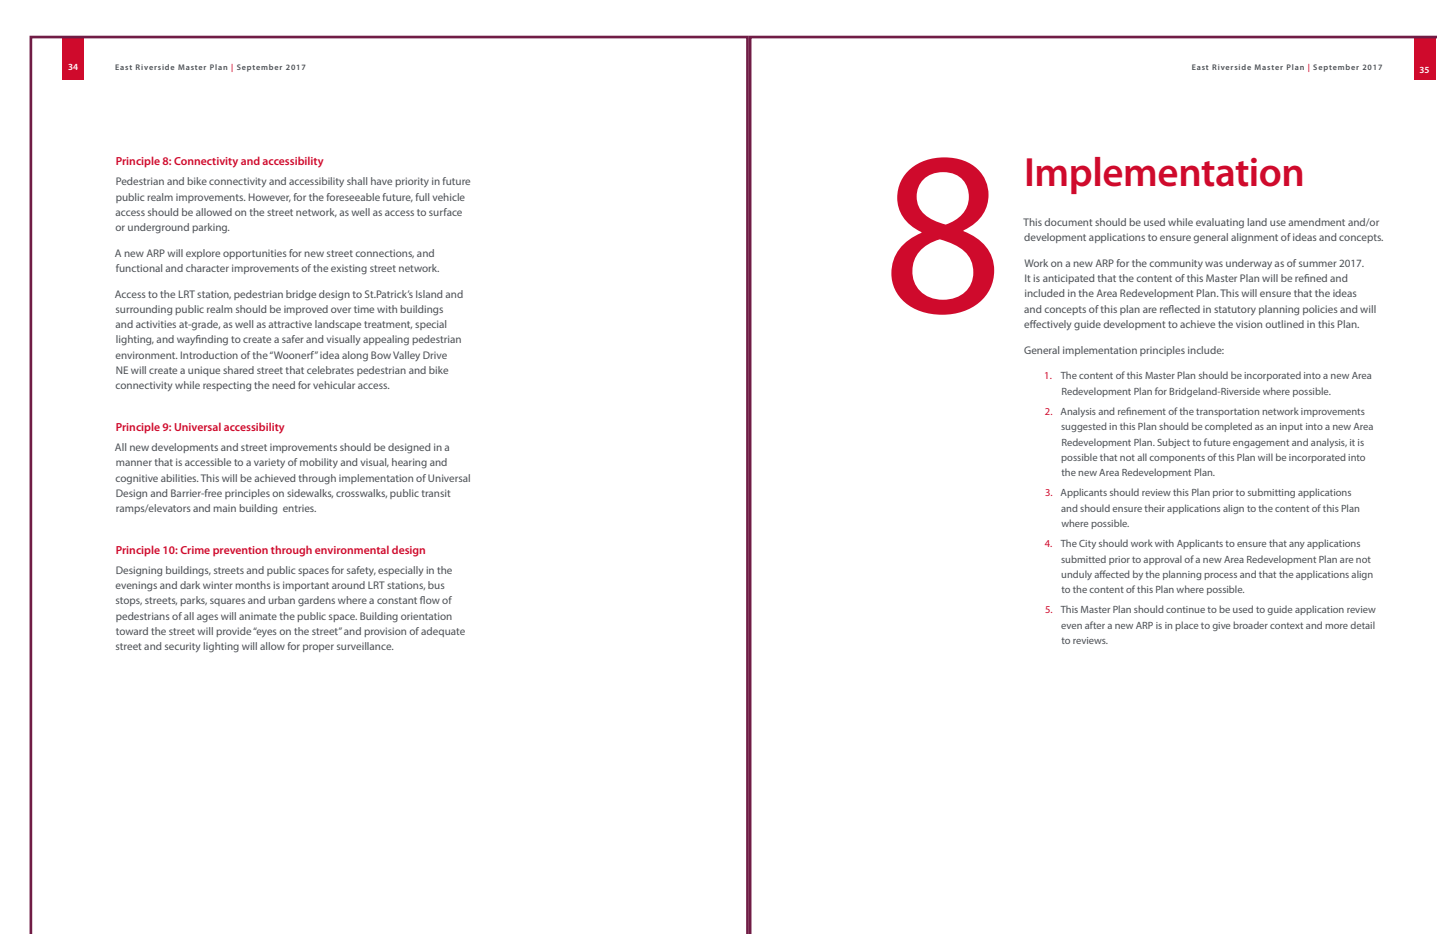 34
East Riverside Master Plan | September 2017
Principle 8: Connectivity and accessibility
Pedestrian and bike connectivity and accessibility shall have priority in future
public realm improvements. However, for the foreseeable future, full vehicle
access should be allowed on the street network, as well as access to surface
or underground parking.
A new ARP will explore opportunities for new street connections, and
functional and character improvements of the existing street network.
Access to the LRT station, pedestrian bridge design to St.Patrick's Island and
surrounding public realm should be improved over time with buildings
and activities at-grade, as well as attractive landscape treatment, special
lighting, and wayfinding to create a safer and visually appealing pedestrian
environment. Introduction of the “Woonerf” idea along Bow Valley Drive
NE will create a unique shared street that celebrates pedestrian and bike
connectivity while respecting the need for vehicular access.
Principle 9: Universal accessibility
All new developments and street improvements should be designed in a
manner that is accessible to a variety of mobility and visual, hearing and
cognitive abilities. This will be achieved through implementation of Universal
Design and Barrier-free principles on sidewalks, crosswalks, public transit
ramps/elevators and main building entries.
Principle 10: Crime prevention through environmental design
Designing buildings, streets and public spaces for safety, especially in the
evenings and dark winter months is important around LRT stations, bus
stops, streets, parks, squares and urban gardens where a constant flow of
pedestrians of all ages will animate the public space. Building orientation
toward the street will provide “eyes on the street” and provision of adequate
street and security lighting will allow for proper surveillance.
East Riverside Master Plan | September 2017
35
8
Implementation
This document should be used while evaluating land use amendment and/or
development applications to ensure general alignment of ideas and concepts.
Work on a new ARP for the community was underway as of summer 2017.
It is anticipated that the content of this Master Plan will be refined and
included in the Area Redevelopment Plan. This will ensure that the ideas
and concepts of this plan are reflected in statutory planning policies and will
effectively guide development to achieve the vision outlined in this Plan.
General implementation principles include:
1. The content of this Master Plan should be incorporated into a new Area
Redevelopment Plan for Bridgeland-Riverside where possible.
2. Analysis and refinement of the transportation network improvements
suggested in this Plan should be completed as an input into a new Area
Redevelopment Plan. Subject to future engagement and analysis, it is
possible that not all components of this Plan will be incorporated into
the new Area Redevelopment Plan.
3. Applicants should review this Plan prior to submitting applications
and should ensure their applications align to the content of this Plan
where possible.
4. The City should work with Applicants to ensure that any applications
submitted prior to approval of a new Area Redevelopment Plan are not
unduly affected by the planning process and that the applications align
to the content of this Plan where possible.
5. This Master Plan should continue to be used to guide application review
even after a new ARP is in place to give broader context and more detail
to reviews.